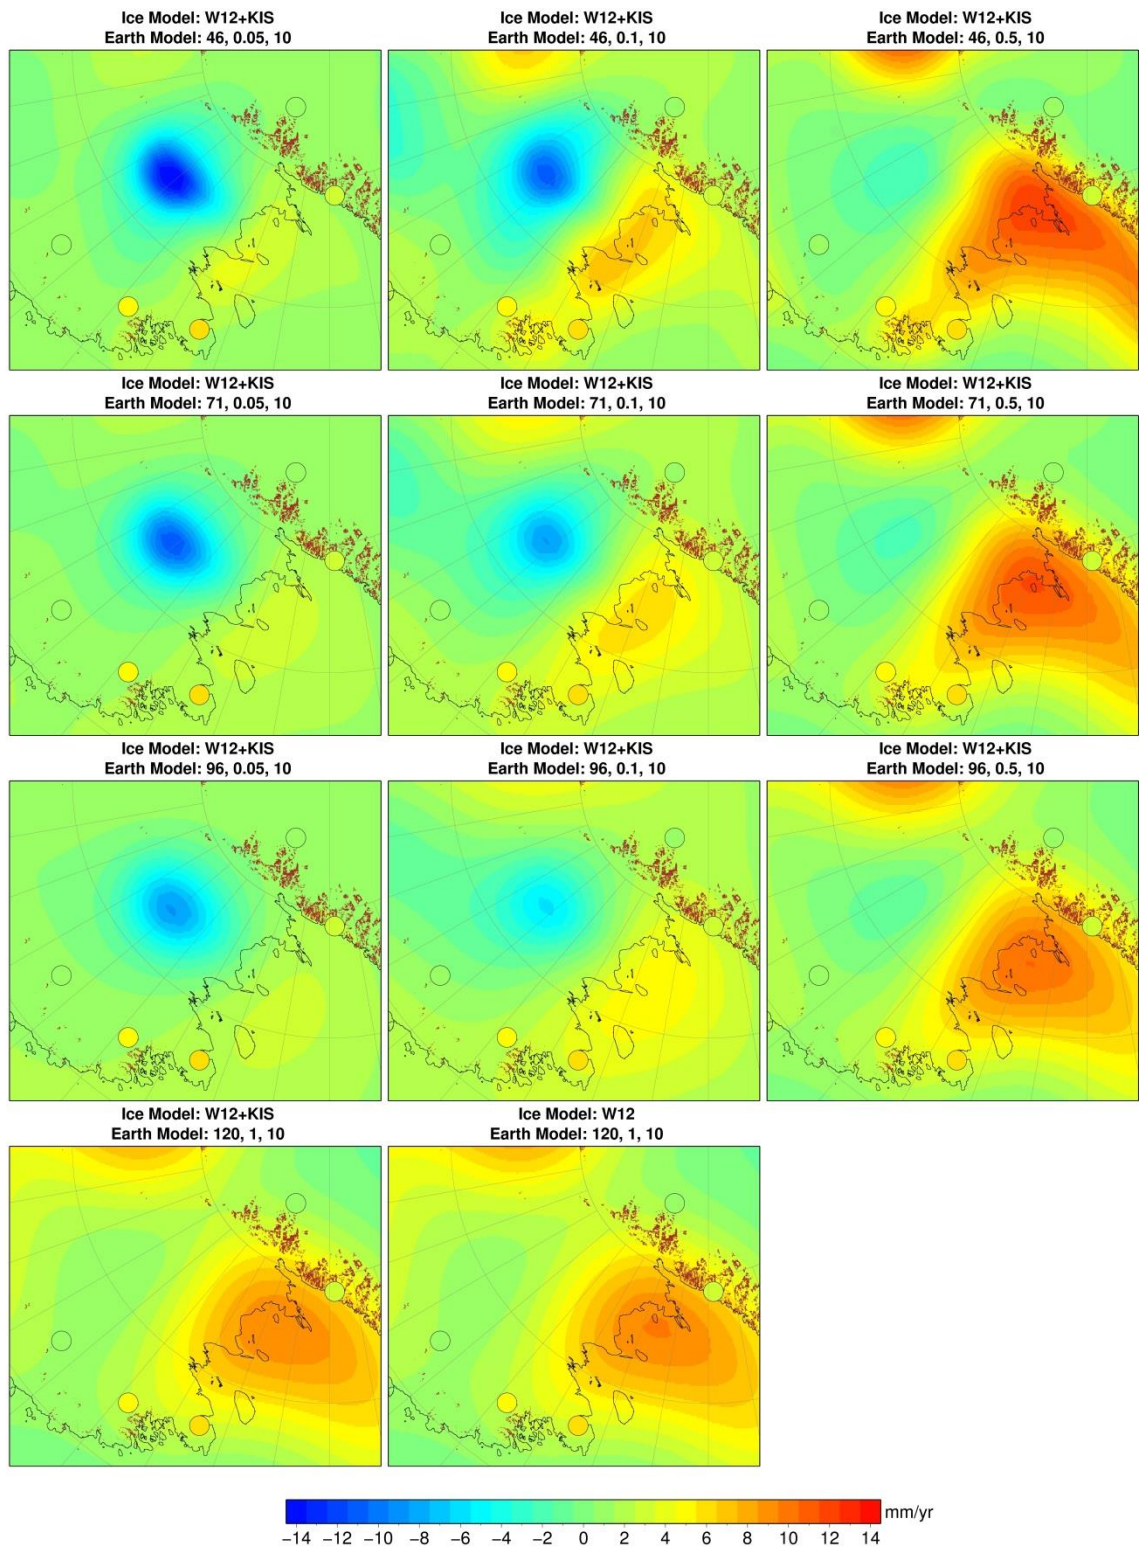 Ice Model: W12+KIS
Earth Model: 46, 0.05, 10
Ice Model: W12+KIS
Earth Model: 46, 0.1, 10
Ice Model: W12+KIS
Earth Model: 46, 0.5, 10
Ice Model: W12+KIS
Earth Model: 71, 0.05, 10
Ice Model: W12+KIS
Earth Model: 71, 0.1, 10
Ice Model: W12+KIS
Earth Model: 71, 0.5, 10
Ice Model: W12+KIS
Earth Model: 96, 0.05, 10
Ice Model: W12+KIS
Earth Model: 96, 0.1, 10
Ice Model: W12+KIS
Earth Model: 96, 0.5, 10
Ice Model: W12+KIS
Earth Model: 120, 1, 10
Ice Model: W12
Earth Model: 120, 1, 10
mm/yr
−14 −12 −10 −8 −6 −4 −2 0 2 4 6 8 10 12 14